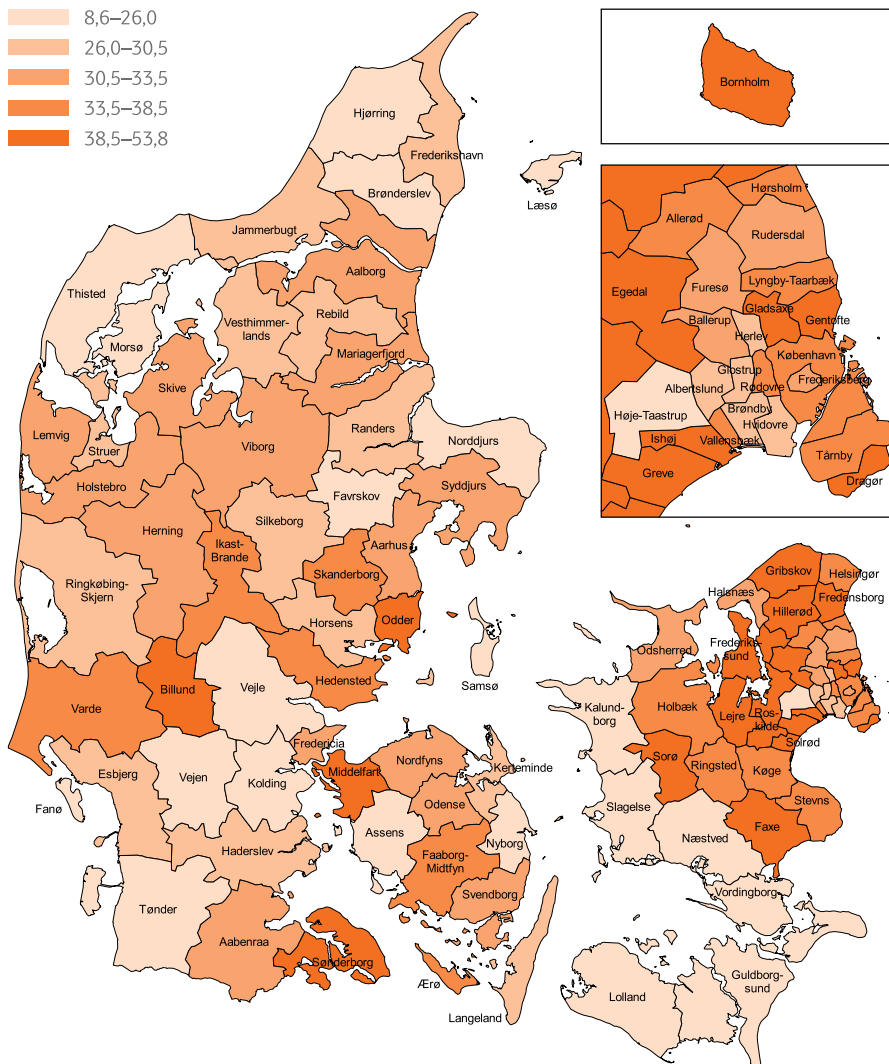 8,6–26,0
26,0–30,5
30,5–33,5
33,5–38,5
38,5–53,8
Bornholm
Hjørring
Frederikshavn
Brønderslev
Læsø
Jammerbugt
Aalborg
Thisted
Vesthimmer-
lands
Rebild
Morsø
Mariagerfjord
Skive
Lemvig
Struer
Viborg
Randers
Norddjurs
Holstebro
Favrskov
Syddjurs
Herning
Ikast-
Brande
Silkeborg
Aarhus
Skanderborg
Ringkøbing-
Skjern
Horsens
Odder
Hedensted
Samsø
Varde
Billund
Vejle
Fredericia
Esbjerg
Vejen
Kolding
Middelfart
Nordfyns
Kerteminde
Fanø
Odense
Assens
Nyborg
Haderslev
Faaborg-
Midtfyn
Svendborg
Tønder
Aabenraa
Sønderborg
Ærø
Langeland
Hørsholm
Allerød
Rudersdal
Egedal
Furesø
Lyngby-Taarbæk
Gladsaxe
Gentofte
Ballerup
Herlev
København
Glostrup
Albertslund
Rødovre
Frederiksberg
Høje-Taastrup
Brøndby
Hvidovre
Ishøj
Vallensbæk
Tårnby
Greve
Dragør
Gribskov
Helsingør
Halsnæs
Fredensborg
Hillerød
Frederiks-
sund
Odsherred
Kalund-
borg
Holbæk
Lejre
Ros-
kilde
Solrød
Sorø
Ringsted
Køge
Stevns
Slagelse
Næstved
Faxe
Vordingborg
Guldborg-
sund
Lolland